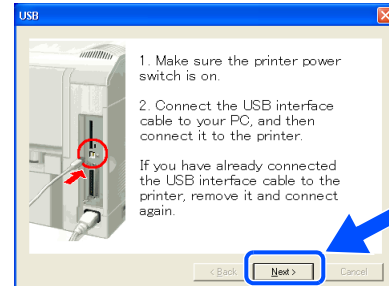 USB
1. Make sure the printer power
switch is on.
2. Connect the USB interface
cable to your PC, and then
connect it to the printer.
If you have already connected
the USB interface cable to the
printer, remove it and connect
again.
< Back Next > Cancel